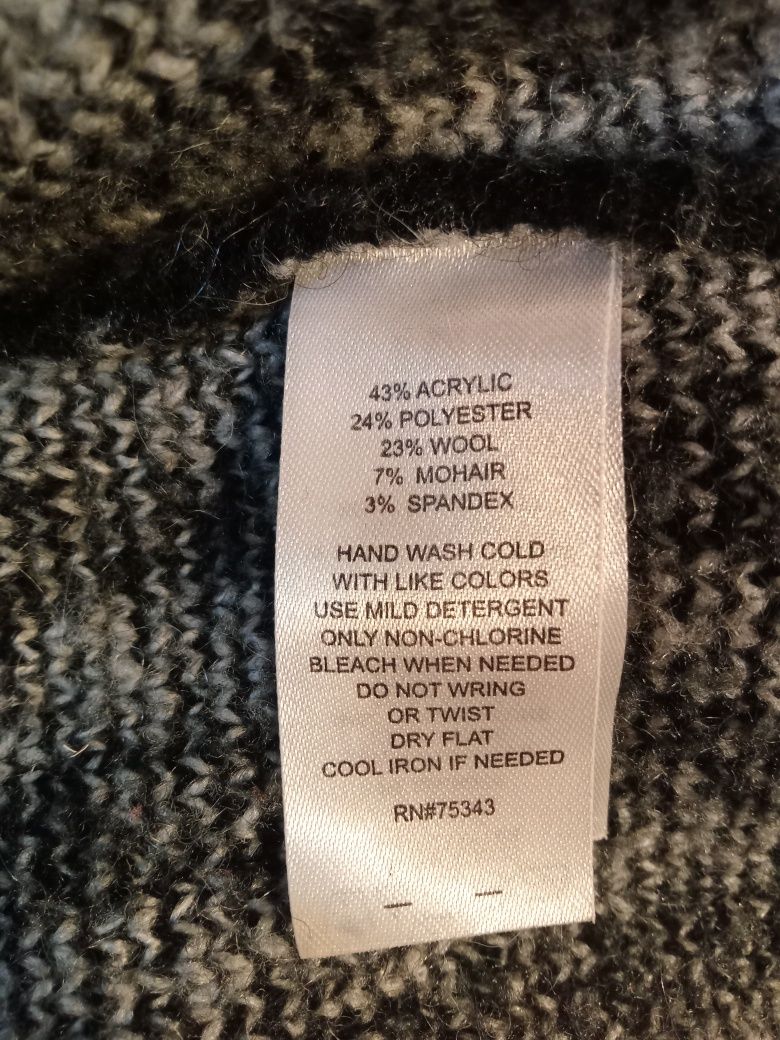 43% ACRYLIC
24% POLYESTER
23% WOOL
7% MOHAIR
3% SPANDEX
HAND WASH COLD
WITH LIKE COLORS
USE MILD DETERGENT
ONLY NON-CHLORINE
BLEACH WHEN NEEDED
DO NOT WRING
OR TWIST
DRY FLAT
COOL IRON IF NEEDED
RN#75343